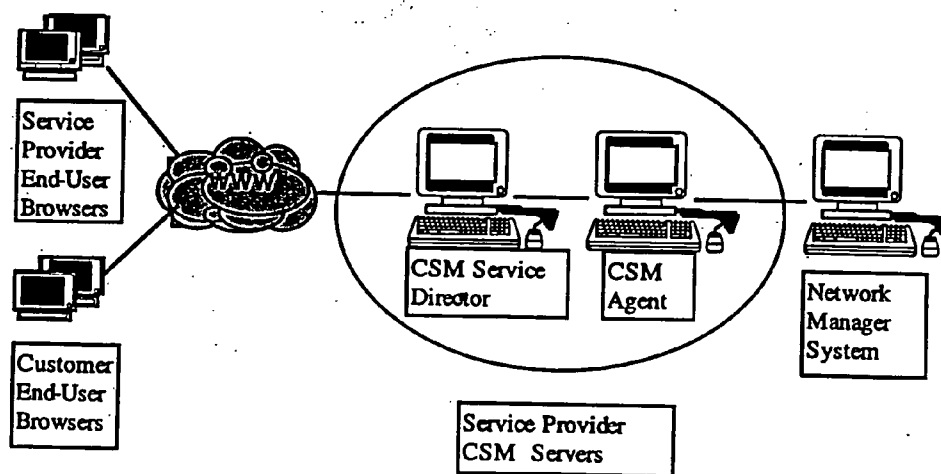 Service
Provider
End-User
Browsers
WWW
CSM Service
Director
CSM
Agent
Network
Manager
System
Customer
End-User
Browsers
Service Provider
CSM Servers